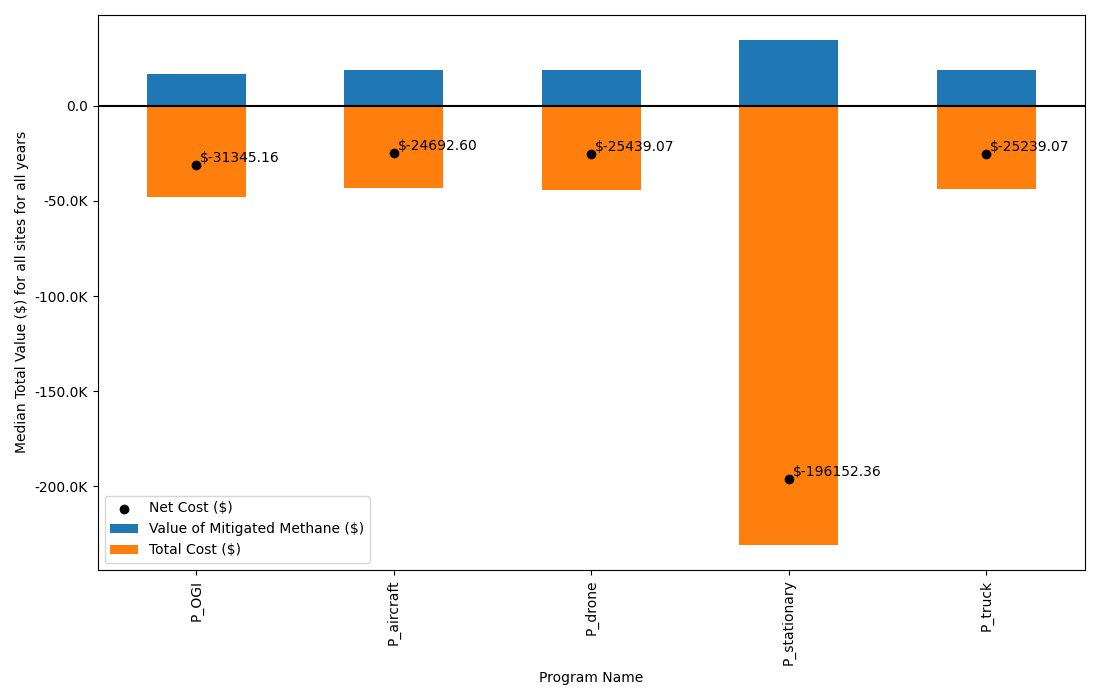 Median Total Value ($) for all sites for all years
0.0
-50.0K
-100.0K
-150.0K
-200.0K
$-31345.16
$-24692.60
$-25439.07
$-196152.36
$-25239.07
Net Cost ($)
Value of Mitigated Methane ($)
Total Cost ($)
P_OGI
P_aircraft
P_drone
P_stationary
P_truck
Program Name